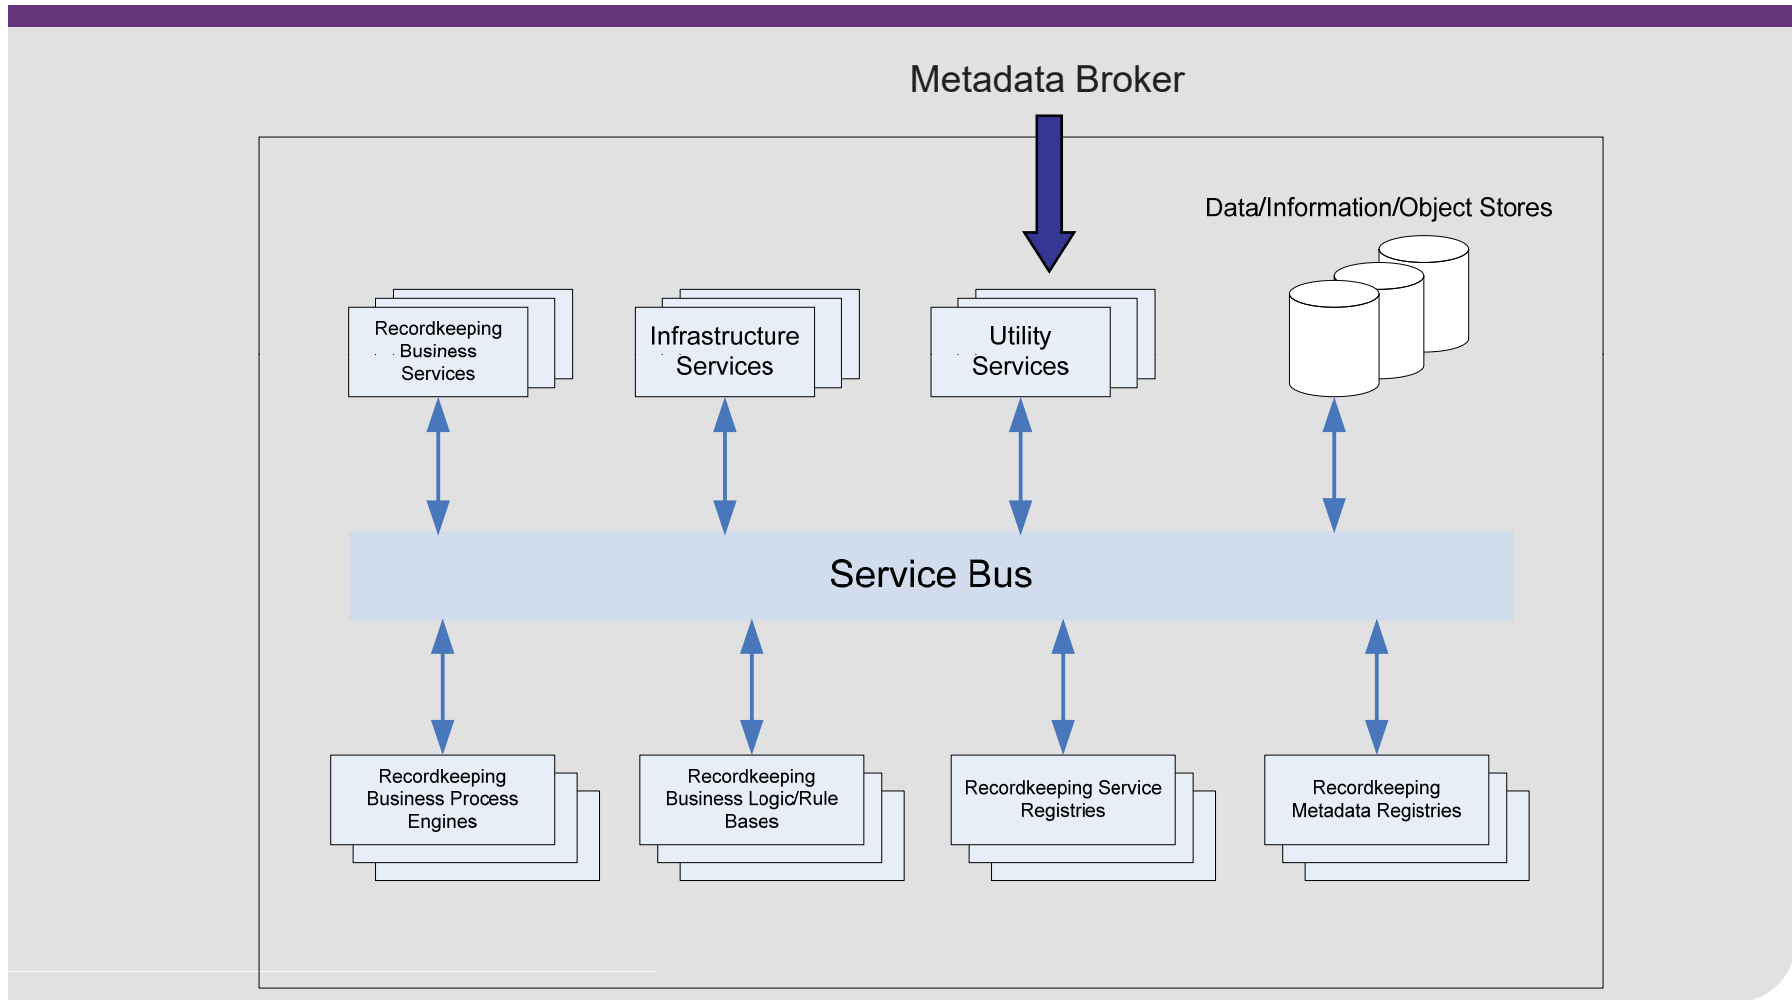 Metadata Broker
Data/Information/Object Stores
Recordkeeping
Business
Services
Infrastructure
Services
Utility
Services
Service Bus
Recordkeeping
Business Process
Engines
Recordkeeping
Business Logic/Rule
Bases
Recordkeeping Service
Registries
Recordkeeping
Metadata Registries